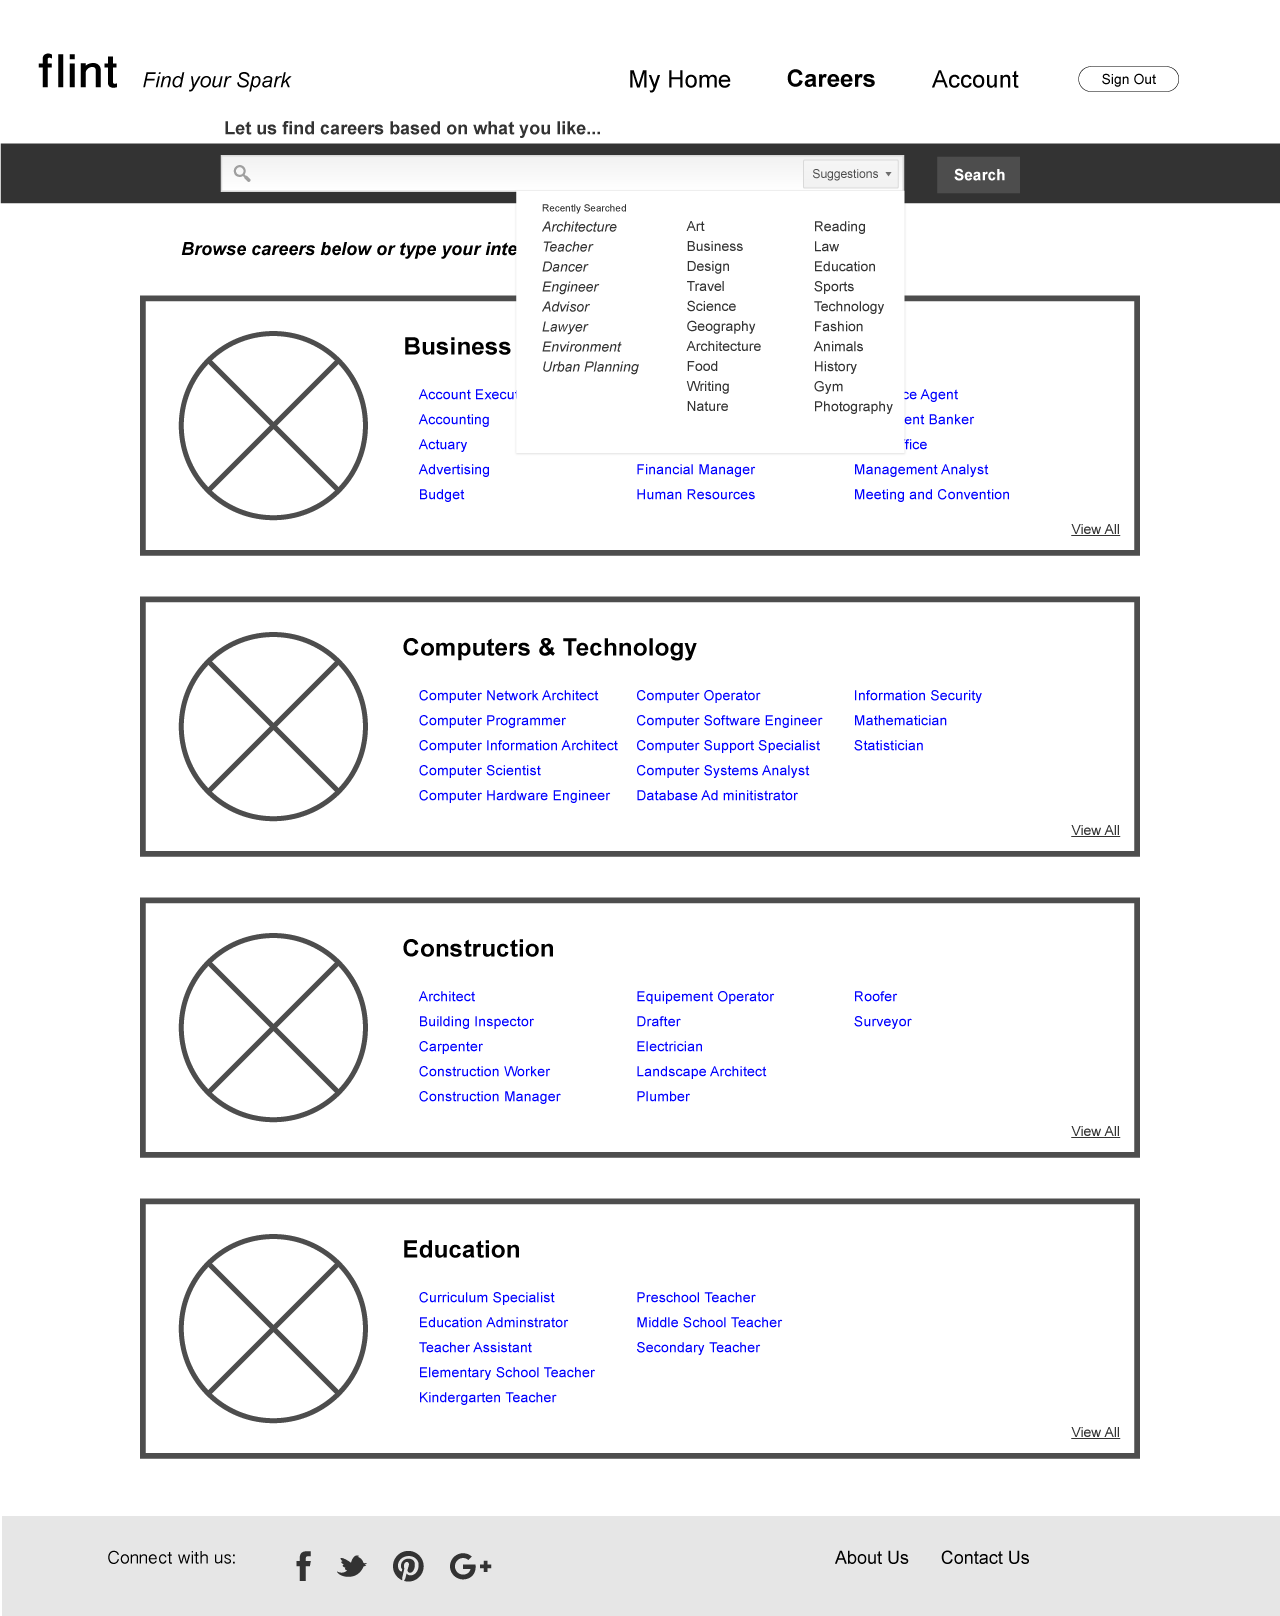 flint Find your Spark
My Home Careers Account Sign Out
Let us find careers based on what you like...
Suggestions Search
Browse careers below or type your
Recently Searched
Architecture Art Reading
Teacher Business Law
Dancer Design Education
Engineer Travel Sports
Advisor Science Technology
Lawyer Geography Fashion
Environment Architecture Animals
Urban Planning Food History
Writing Gym
Nature Photography
Business
Account Agent
Accounting Banker
Actuary
Advertising Financial Manager Management Analyst
Budget Human Resources Meeting and Convention
View All
Computers & Technology
Computer Network Architect Computer Operator Information Security
Computer Programmer Computer Software Engineer Mathematician
Computer Information Architect Computer Support Specialist Statistician
Computer Scientist Computer Systems Analyst
Computer Hardware Engineer Database Ad minitistrator
View All
Construction
Architect Equipement Operator Roofer
Building Inspector Drafter Surveyor
Carpenter Electrician
Construction Worker Landscape Architect
Construction Manager Plumber
View All
Education
Curriculum Specialist Preschool Teacher
Education Adminstrator Middle School Teacher
Teacher Assistant Secondary Teacher
Elementary School Teacher
Kindergarten Teacher
View All
Connect with us: About Us Contact Us